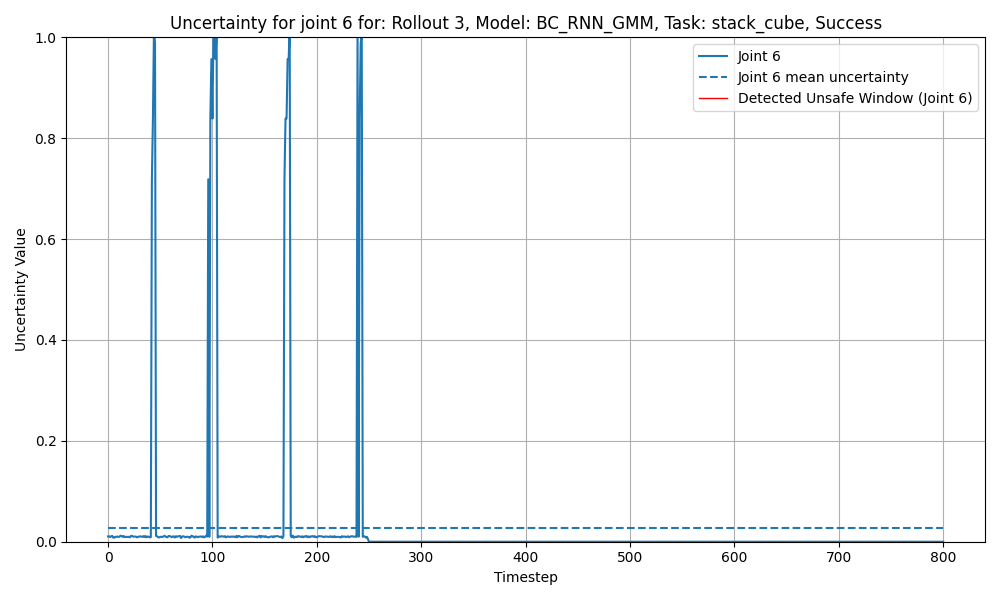 Uncertainty for joint 6 for: Rollout 3, Model: BC_RNN_GMM, Task: stack_cube, Success
Uncertainty Value
1.0
0.8
0.6
0.4
0.2
0.0
Joint 6
Joint 6 mean uncertainty
Detected Unsafe Window (Joint 6)
0 100 200 300 400 500 600 700 800
Timestep